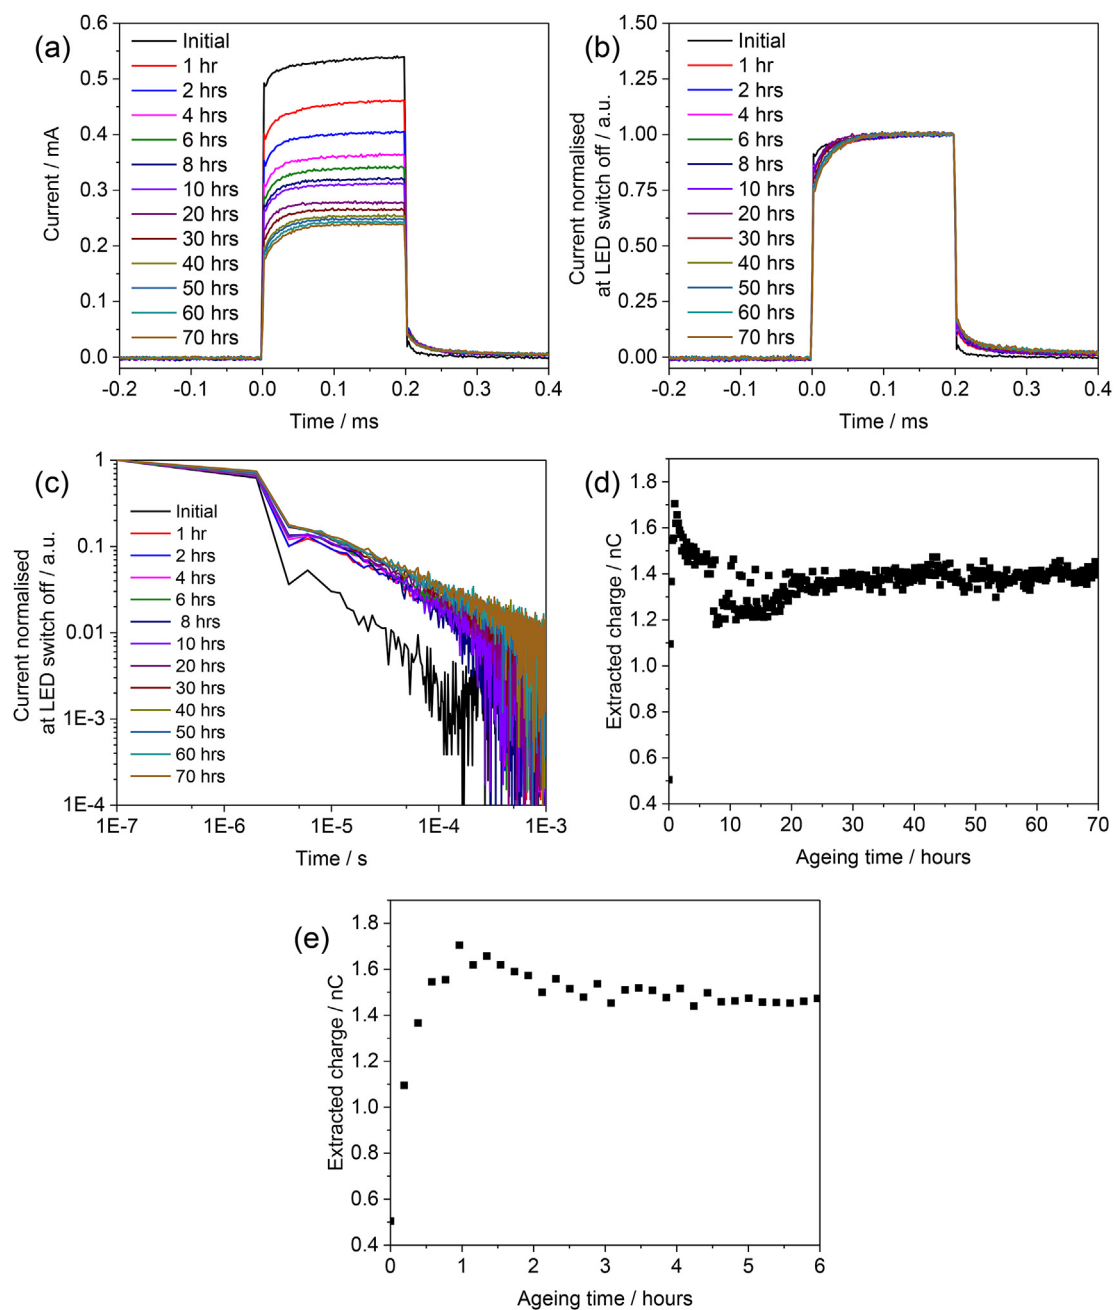 (a)
0.6
0.5
0.4
0.3
0.2
0.1
0.0
Current / mA
Initial
1 hr
2 hrs
4 hrs
6 hrs
8 hrs
10 hrs
20 hrs
30 hrs
40 hrs
50 hrs
60 hrs
70 hrs
-0.2 -0.1 0.0 0.1 0.2 0.3 0.4
Time / ms
(b)
1.50
1.25
1.00
0.75
0.50
0.25
0.00
Current normalised
at LED switch off / a.u.
Initial
1 hr
2 hrs
4 hrs
6 hrs
8 hrs
10 hrs
20 hrs
30 hrs
40 hrs
50 hrs
60 hrs
70 hrs
-0.2 -0.1 0.0 0.1 0.2 0.3 0.4
Time / ms
(c)
1
0.1
0.01
1E-3
1E-4
Current normalised
at LED switch off / a.u.
Initial
1 hr
2 hrs
4 hrs
6 hrs
8 hrs
10 hrs
20 hrs
30 hrs
40 hrs
50 hrs
60 hrs
70 hrs
1E-7 1E-6 1E-5 1E-4 1E-3
Time / s
(d)
1.8
1.6
1.4
1.2
1.0
0.8
0.6
0.4
Extracted charge / nC
0 10 20 30 40 50 60 70
Ageing time / hours
(e)
1.8
1.6
1.4
1.2
1.0
0.8
0.6
0.4
Extracted charge / nC
0 1 2 3 4 5 6
Ageing time / hours